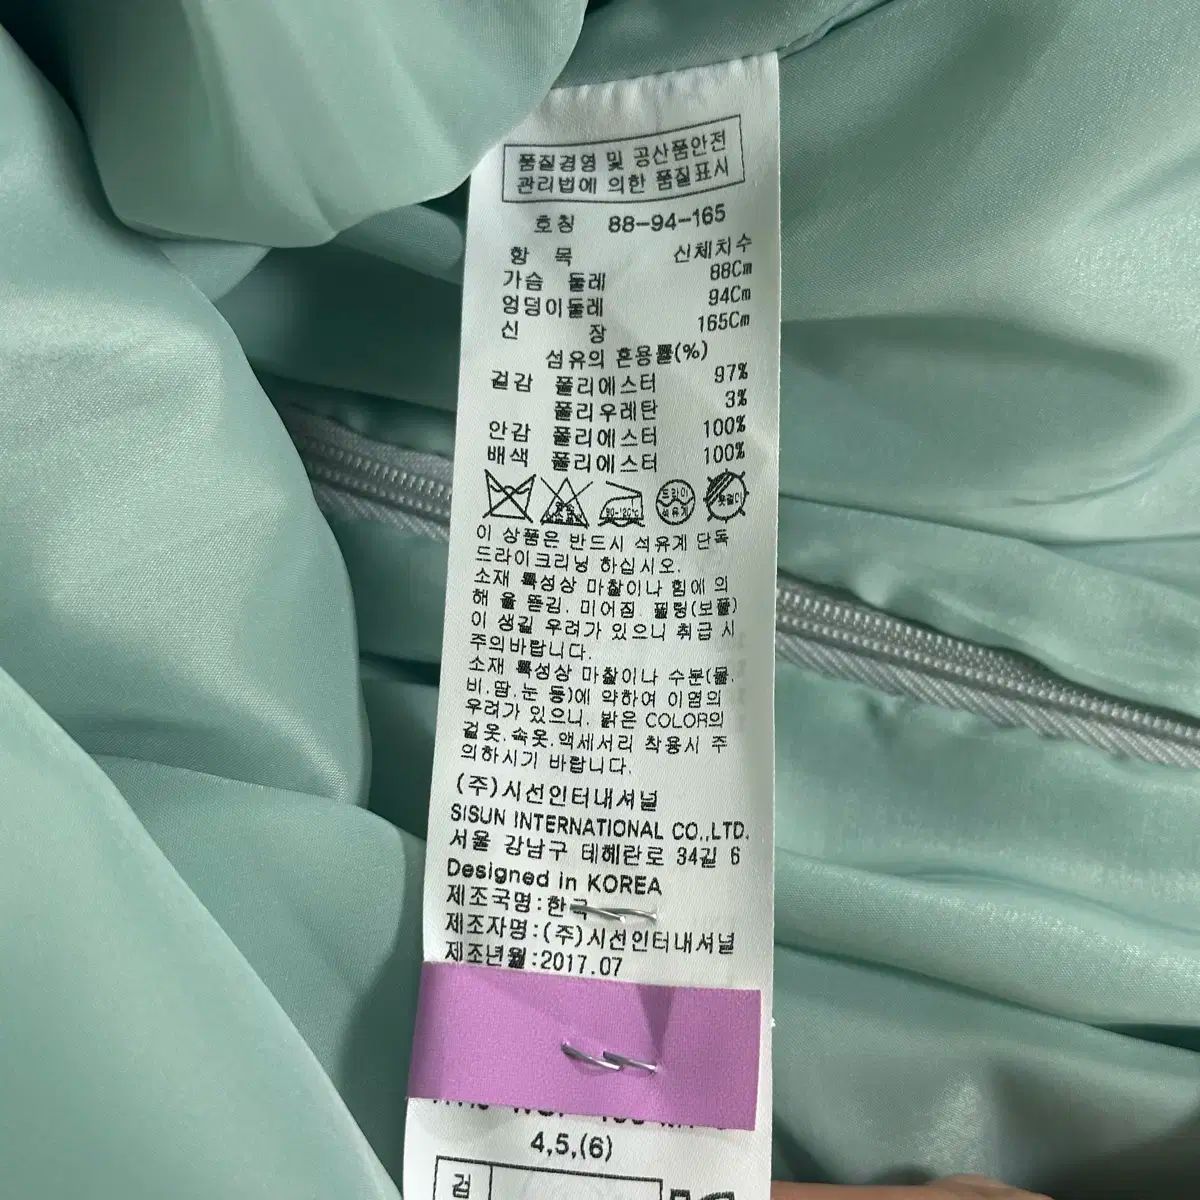 품질경영 및 공산품안전
관리법에 의한 품질표시
호칭 88-94-165
항 목 신체치수
가슴 둘레 88Cm
엉덩이둘레 94Cm
신 장 165Cm
섬유의 혼용률(%)
겉감 폴리에스터 97%
폴리우레탄 3%
안감 폴리에스터 100%
배색 폴리에스터 100%
80-120℃ 드라이 석유계 옷걸이
이 상품은 반드시 석유계 단독
드라이크리닝 하십시오.
소재 특성상 마찰이나 힘에 의
해 올 뜯김. 미어짐. 필링(보풀)
이 생길 우려가 있으니 취급 시
주의바랍니다.
소재 특성상 마찰이나 수분(물.
비.땀.눈 등)에 약하여 이염의
우려가 있으니, 밝은 COLOR의
겉옷.속옷.액세서리 착용시 주
의하시기 바랍니다.
(주)시선인터내셔널
SISUN INTERNATIONAL CO.,LTD.
서울 강남구 테헤란로 34길 6
Designed in KOREA
제조국명:한국
제조자명:(주)시선인터내셔널
제조년월:2017.07
4,5,(6)
검